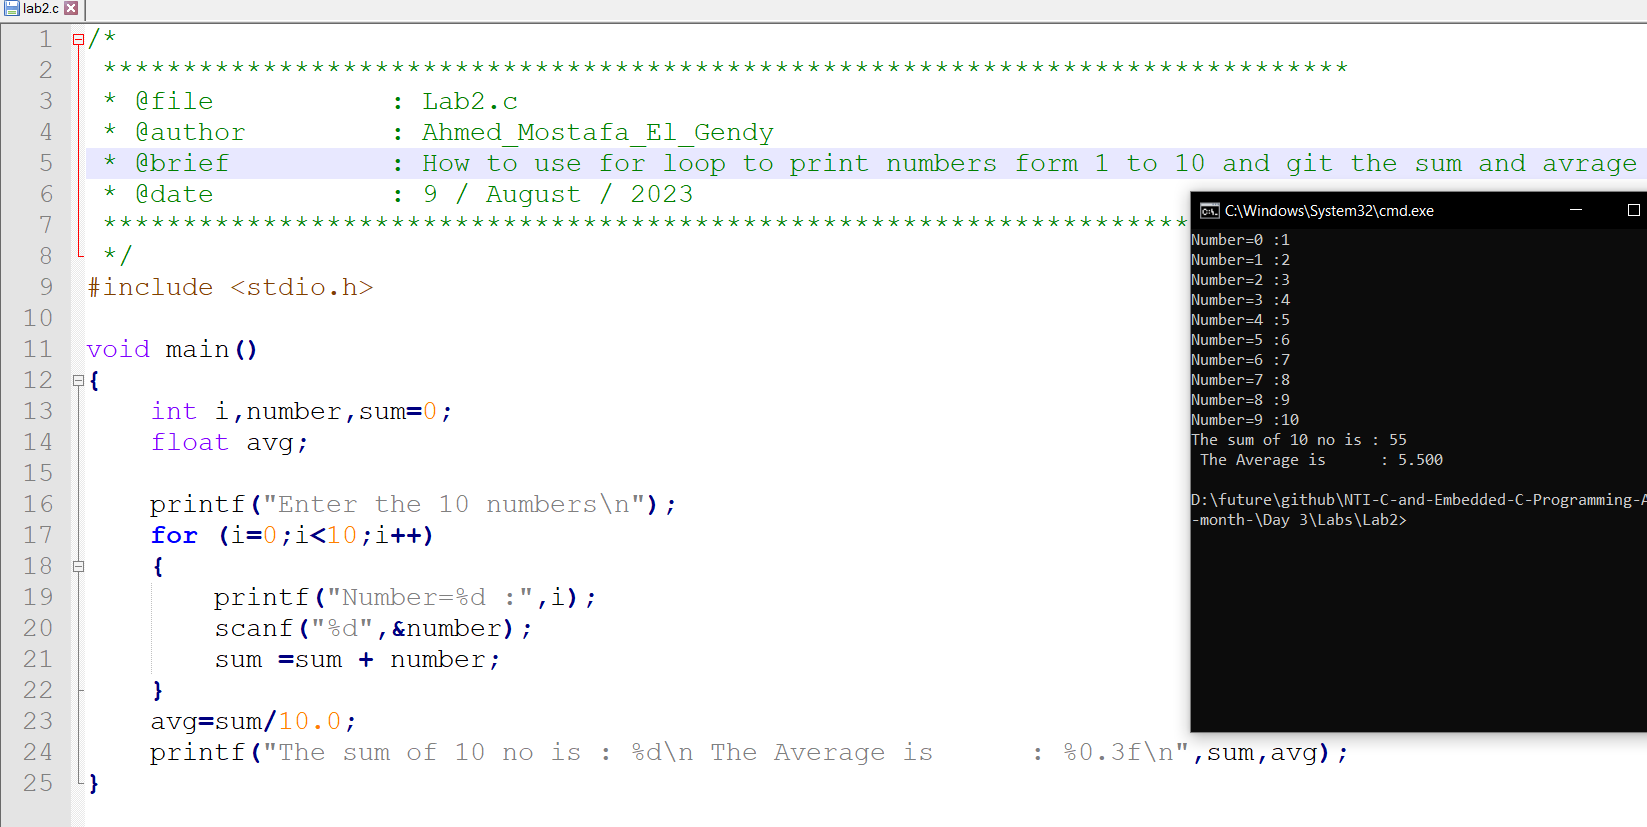 lab2.c
1 /*
2 ******************************************************************************
3 * @file : Lab2.c
4 * @author : Ahmed_Mostafa_El_Gendy
5 * @brief : How to use for loop to print numbers form 1 to 10 and git the sum and avrage
6 * @date : 9 / August / 2023
7 ********************************************************************
8 */
9 #include <stdio.h>
10
11 void main()
12 {
13 int i,number,sum=0;
14 float avg;
15
16 printf("Enter the 10 numbers\n");
17 for (i=0;i<10;i++)
18 {
19 printf("Number=%d :",i);
20 scanf("%d",&number);
21 sum =sum + number;
22 }
23 avg=sum/10.0;
24 printf("The sum of 10 no is : %d\n The Average is      : %0.3f\n",sum,avg);
25 }
C:\Windows\System32\cmd.exe
Number=0 :1
Number=1 :2
Number=2 :3
Number=3 :4
Number=4 :5
Number=5 :6
Number=6 :7
Number=7 :8
Number=8 :9
Number=9 :10
The sum of 10 no is : 55
The Average is      : 5.500
D:\future\github\NTI-C-and-Embedded-C-Programming-A
-month-\Day 3\Labs\Lab2>